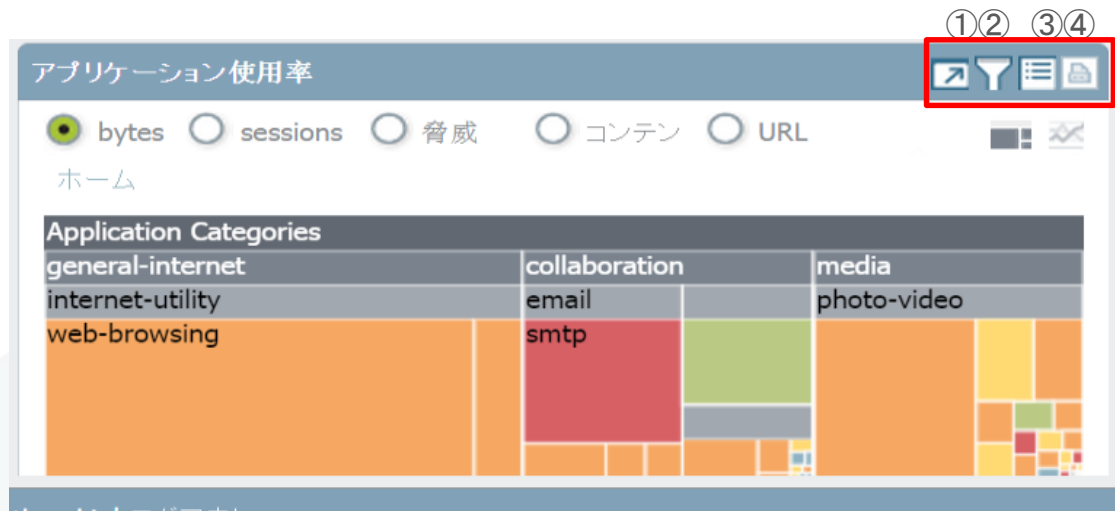 ①② ③④
アプリケーション使用率
bytes sessions 脅威 コンテン URL
ホーム
Application Categories
general-internet collaboration media
internet-utility email photo-video
web-browsing smtp